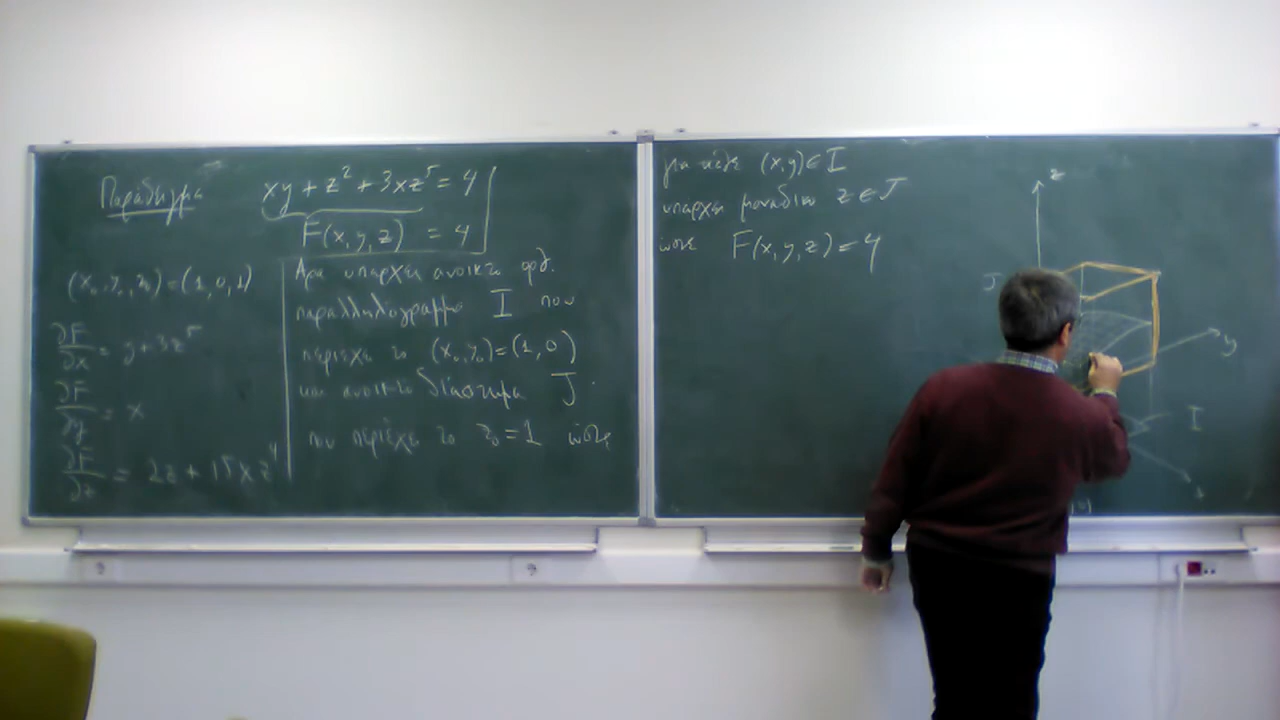 Παράδειγμα xy + z² + 3xz⁵ = 4
F(x,y,z) = 4
(x₀,y₀,z₀) = (1,0,1)
∂F/∂x = y + 3z⁵
∂F/∂y = x
∂F/∂z = 2z + 15xz⁴
Άρα υπάρχει ανοικτό ορθ.
παραλληλόγραμμο I που
περιέχει το (x₀,y₀) = (1,0)
και ανοικτό διάστημα J
που περιέχει το z₀ = 1 ώστε
για κάθε (x,y) ∈ I
υπάρχει μοναδικό z ∈ J
ώστε F(x,y,z) = 4
z
J
y
I
x